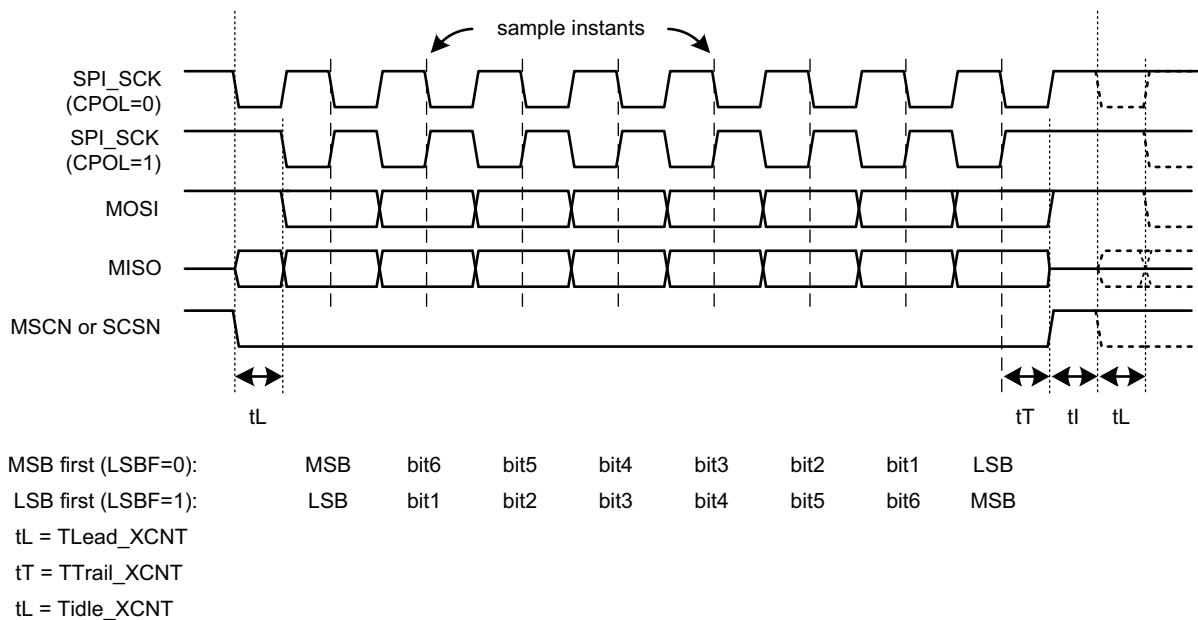 sample instants
SPI_SCK
(CPOL=0)
SPI_SCK
(CPOL=1)
MOSI
MISO
MSCN or SCSN
tL tT tI tL
MSB first (LSBF=0): MSB bit6 bit5 bit4 bit3 bit2 bit1 LSB
LSB first (LSBF=1): LSB bit1 bit2 bit3 bit4 bit5 bit6 MSB
tL = TLead_XCNT
tT = TTrail_XCNT
tL = Tidle_XCNT